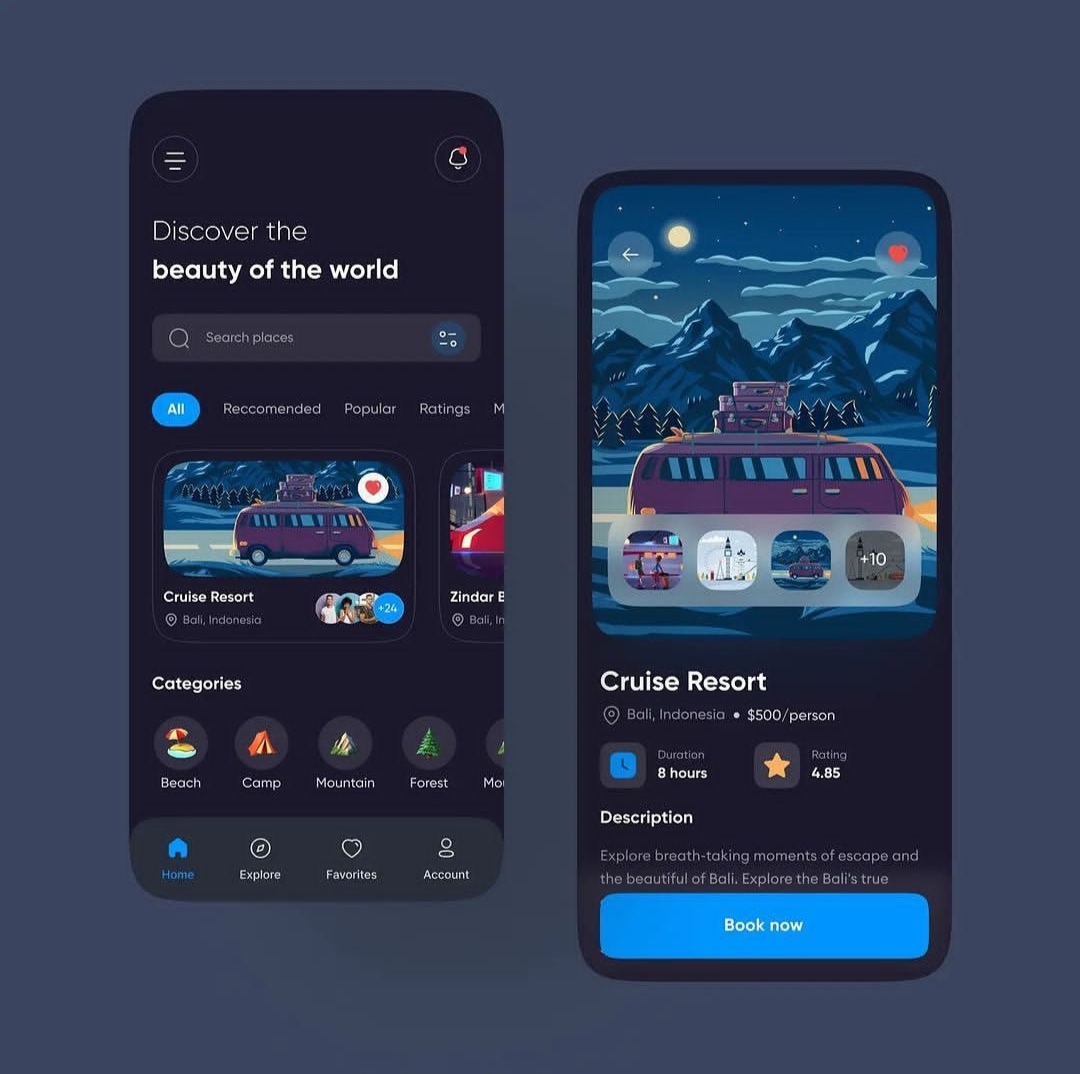 Discover the
beauty of the world
Search places
All Reccomended Popular Ratings M
Cruise Resort
Bali, Indonesia
+24
Zindar B
Bali, In
Categories
Beach Camp Mountain Forest Mou
Home Explore Favorites Account
+10
Cruise Resort
Bali, Indonesia • $500/person
Duration
8 hours
Rating
4.85
Description
Explore breath-taking moments of escape and
the beautiful of Bali. Explore the Bali's true
Book now